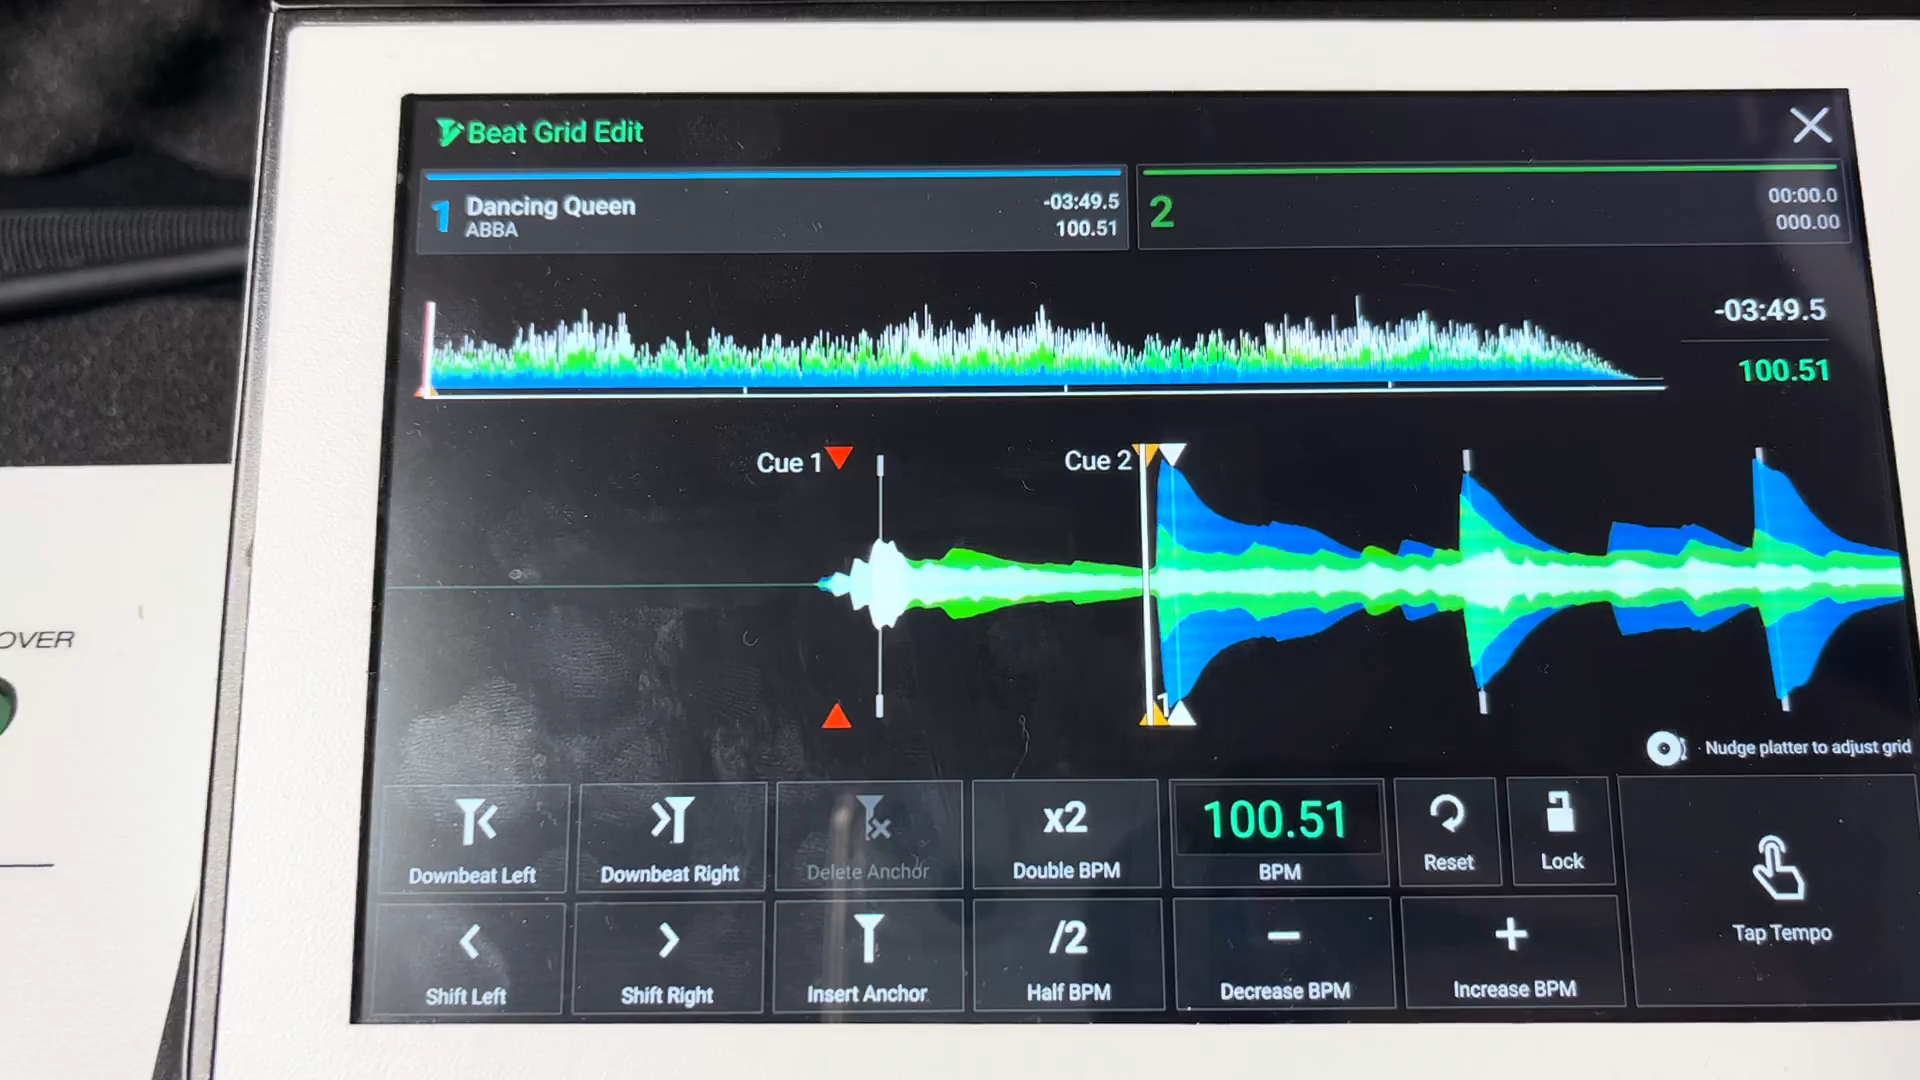 Beat Grid Edit
1 Dancing Queen -03:49.5
ABBA 100.51
2 00:00.0
000.00
-03:49.5
100.51
Cue 1
Cue 2
1
OVER
Nudge platter to adjust grid
x2 100.51
Downbeat Left Downbeat Right Delete Anchor Double BPM BPM Reset Lock
Tap Tempo
/2
Shift Left Shift Right Insert Anchor Half BPM Decrease BPM Increase BPM